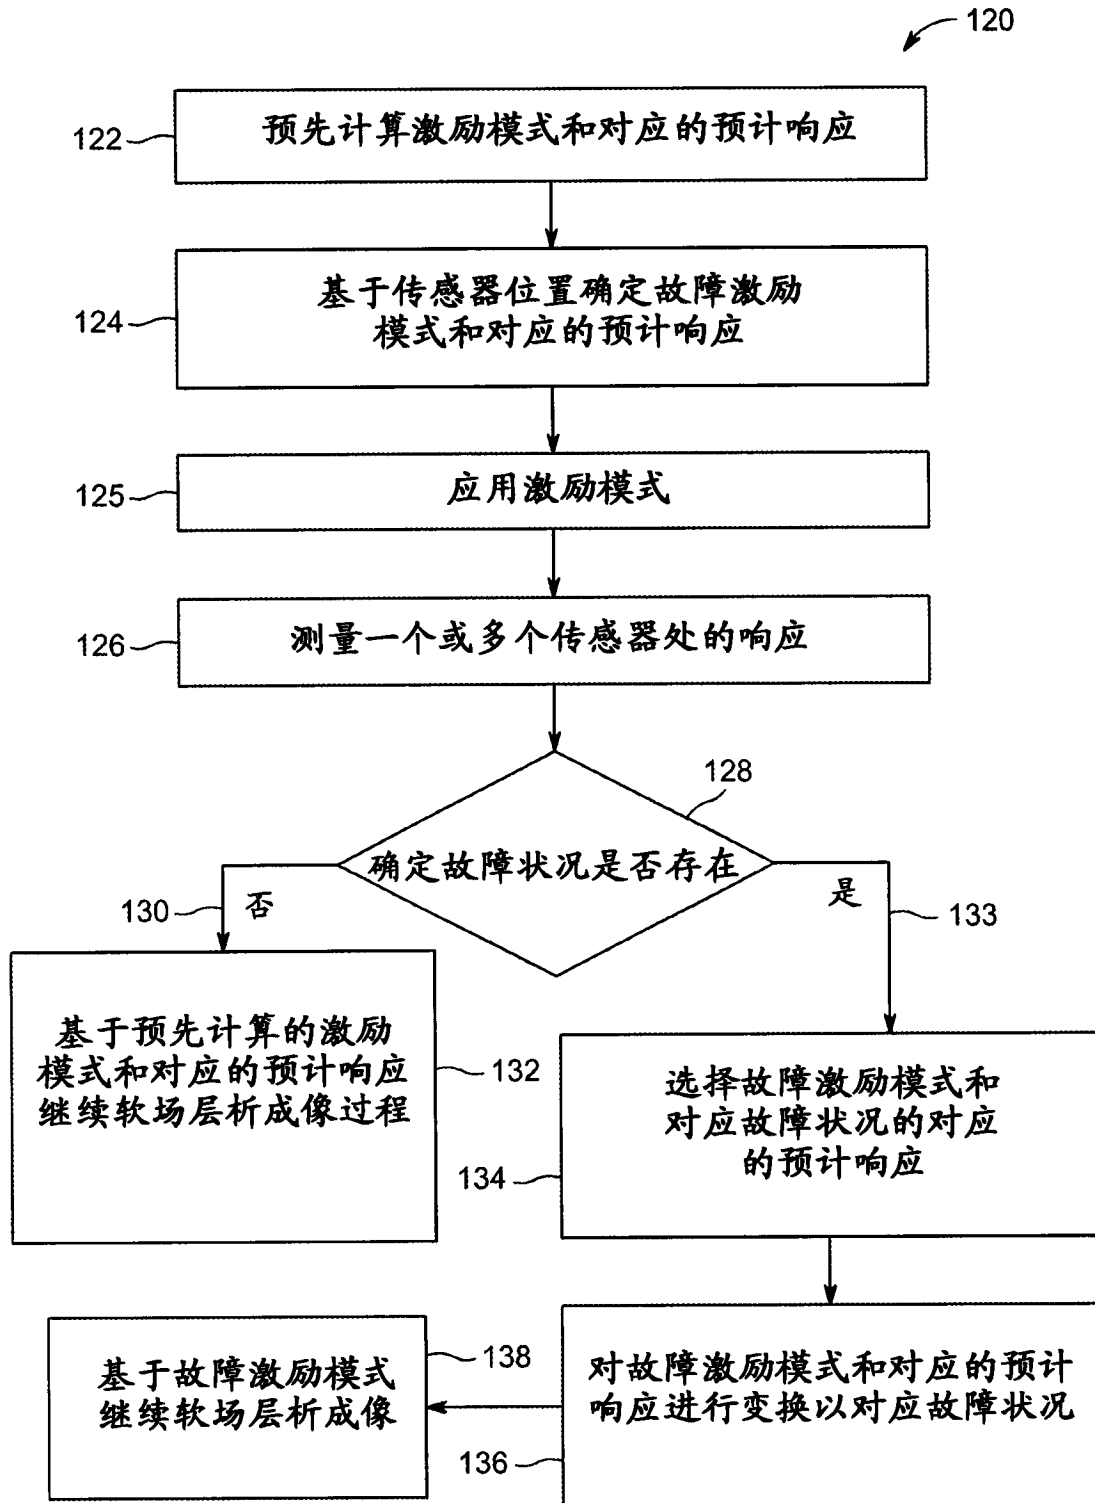 120
122
预先计算激励模式和对应的预计响应
124
基于传感器位置确定故障激励
模式和对应的预计响应
125
应用激励模式
126
测量一个或多个传感器处的响应
128
确定故障状况是否存在
130
否
是
133
基于预先计算的激励
模式和对应的预计响应
继续软场层析成像过程
132
选择故障激励模式和
对应故障状况的对应
的预计响应
134
基于故障激励模式
继续软场层析成像
138
对故障激励模式和对应的预计
响应进行变换以对应故障状况
136